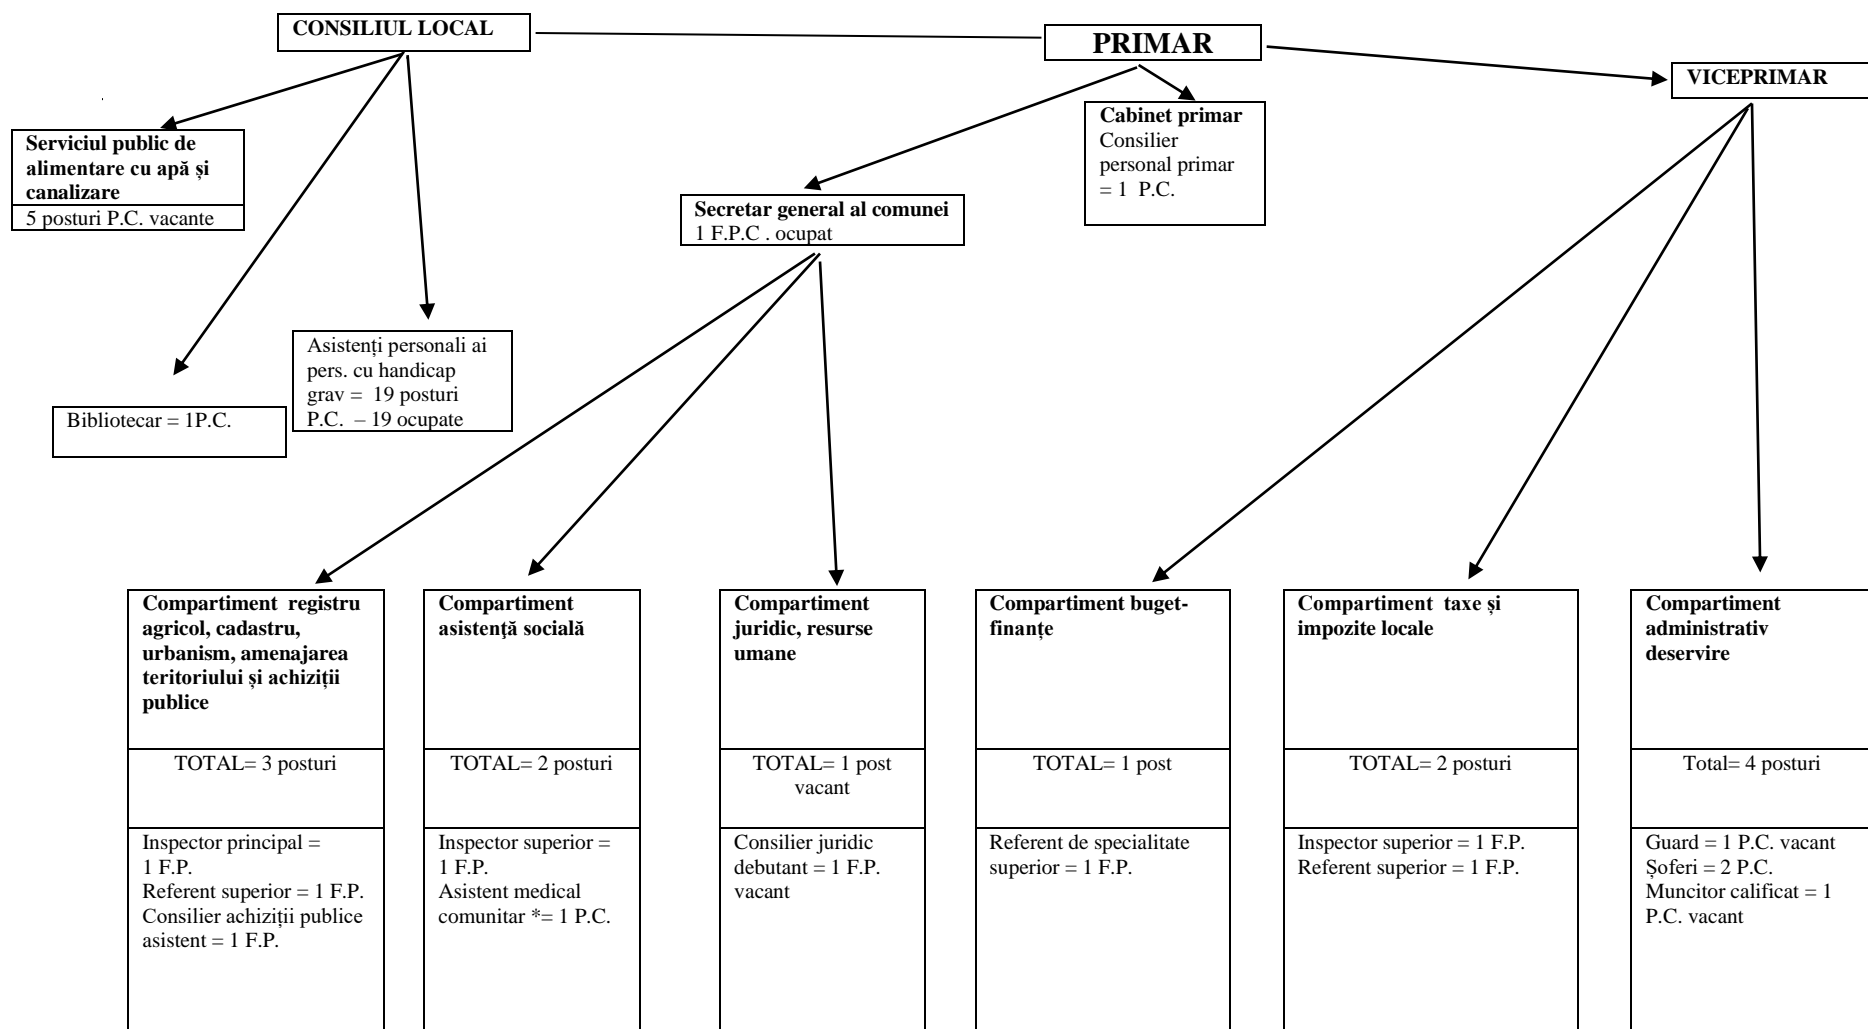 CONSILIUL LOCAL
PRIMAR
VICEPRIMAR
Serviciul public de
alimentare cu apă și
canalizare
5 posturi P.C. vacante
Cabinet primar
Consilier
personal primar
= 1  P.C.
Secretar general al comunei
1 F.P.C . ocupat
Asistenți personali ai
pers. cu handicap
grav =  19 posturi
P.C.  – 19 ocupate
Bibliotecar = 1P.C.
Compartiment  registru
agricol, cadastru,
urbanism, amenajarea
teritoriului și achiziții
publice
TOTAL= 3 posturi
Inspector principal =
1 F.P.
Referent superior = 1 F.P.
Consilier achiziții publice
asistent = 1 F.P.
Compartiment
asistenţă socială
TOTAL= 2 posturi
Inspector superior =
1 F.P.
Asistent medical
comunitar *= 1 P.C.
Compartiment
juridic, resurse
umane
TOTAL= 1 post
vacant
Consilier juridic
debutant = 1 F.P.
vacant
Compartiment buget-
finanțe
TOTAL= 1 post
Referent de specialitate
superior = 1 F.P.
Compartiment  taxe și
impozite locale
TOTAL= 2 posturi
Inspector superior = 1 F.P.
Referent superior = 1 F.P.
Compartiment
administrativ
deservire
Total= 4 posturi
Guard = 1 P.C. vacant
Șoferi = 2 P.C.
Muncitor calificat = 1
P.C. vacant